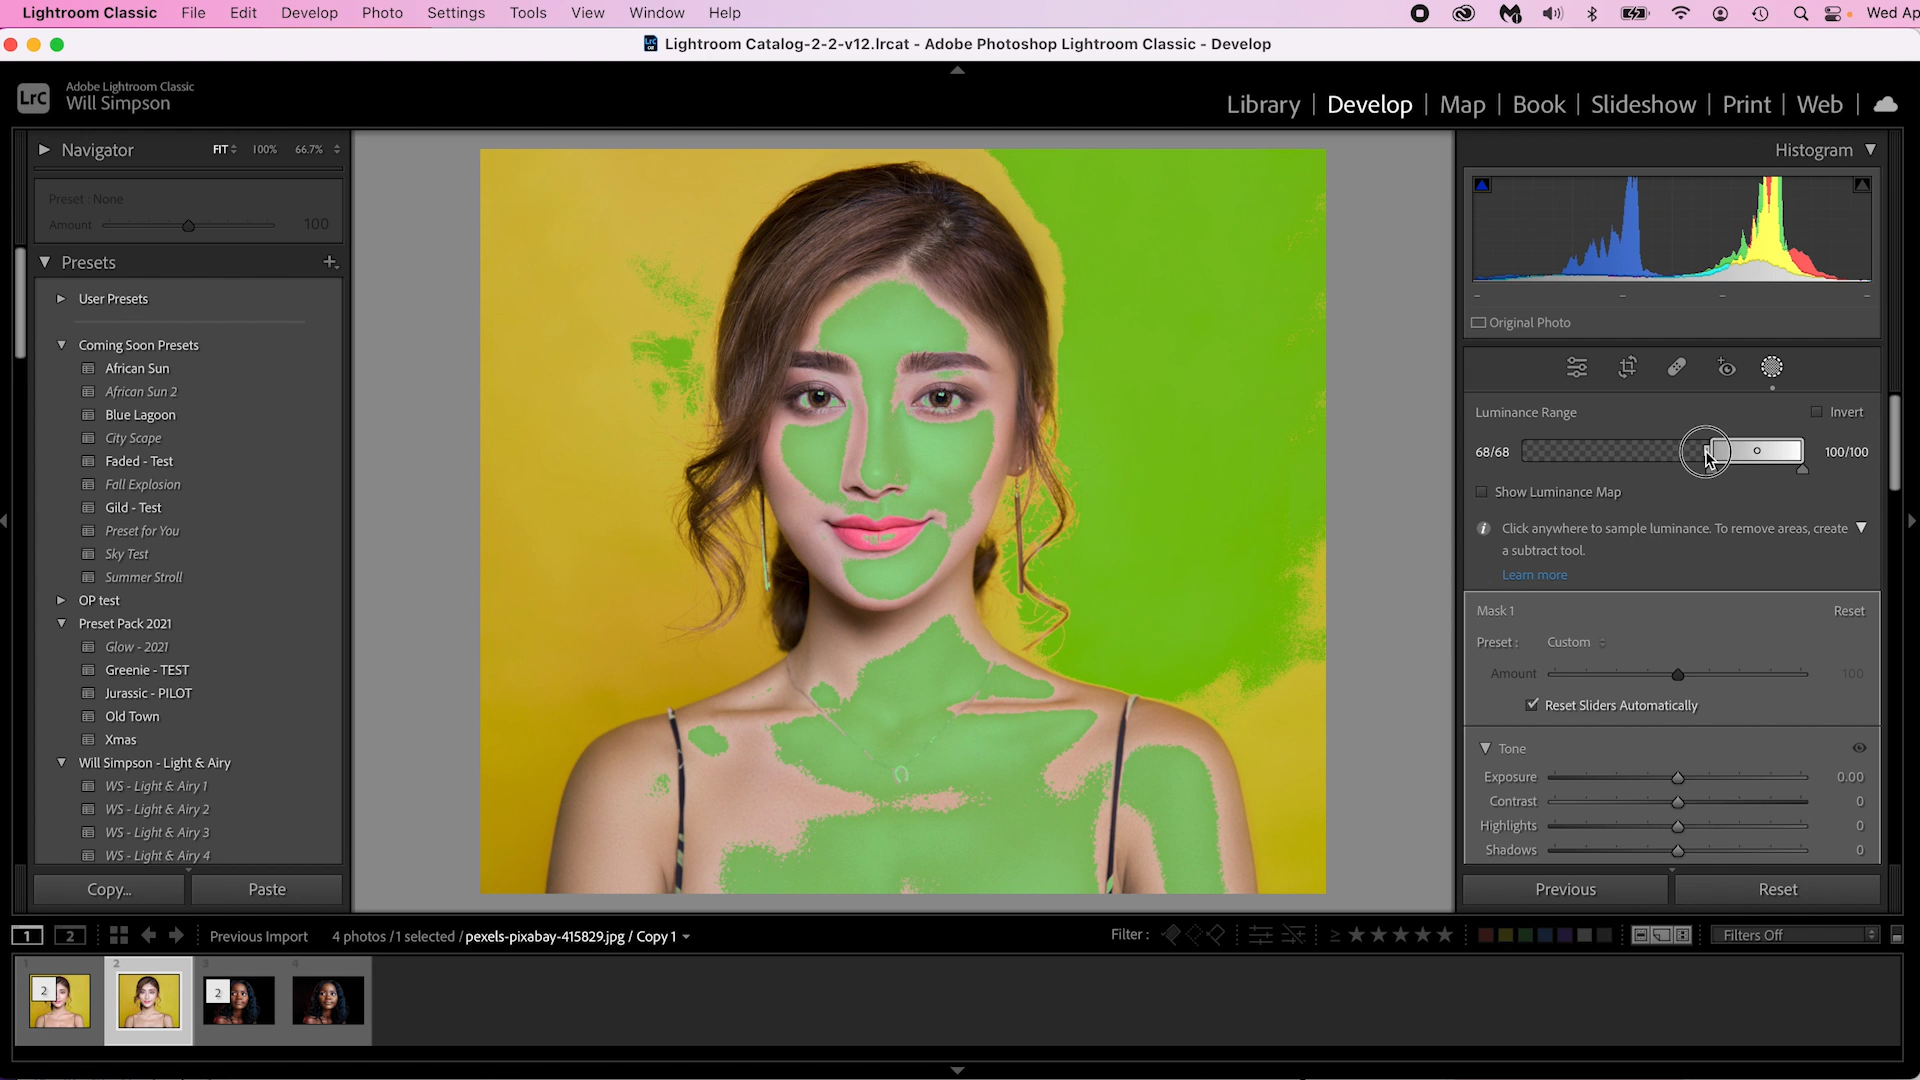 Lightroom Classic File Edit Develop Photo Settings Tools View Window Help Wed Ap
Lightroom Catalog-2-2-v12.lrcat - Adobe Photoshop Lightroom Classic - Develop
LrC Adobe Lightroom Classic
Will Simpson
Library | Develop | Map | Book | Slideshow | Print | Web |
Navigator FIT 100% 66.7%
Preset : None
Amount 100
Presets +
User Presets
Coming Soon Presets
African Sun
African Sun 2
Blue Lagoon
City Scape
Faded - Test
Fall Explosion
Gild - Test
Preset for You
Sky Test
Summer Stroll
OP test
Preset Pack 2021
Glow - 2021
Greenie - TEST
Jurassic - PILOT
Old Town
Xmas
Will Simpson - Light & Airy
WS - Light & Airy 1
WS - Light & Airy 2
WS - Light & Airy 3
WS - Light & Airy 4
Copy... Paste
Histogram
Original Photo
Luminance Range Invert
68/68 100/100
Show Luminance Map
Click anywhere to sample luminance. To remove areas, create
a subtract tool.
Learn more
Mask 1 Reset
Preset : Custom
Amount 100
Reset Sliders Automatically
Tone
Exposure 0.00
Contrast 0
Highlights 0
Shadows 0
Previous Reset
1 2 Previous Import 4 photos / 1 selected / pexels-pixabay-415829.jpg / Copy 1 Filter : ≥ Filters Off
1 2 3 4
2 2